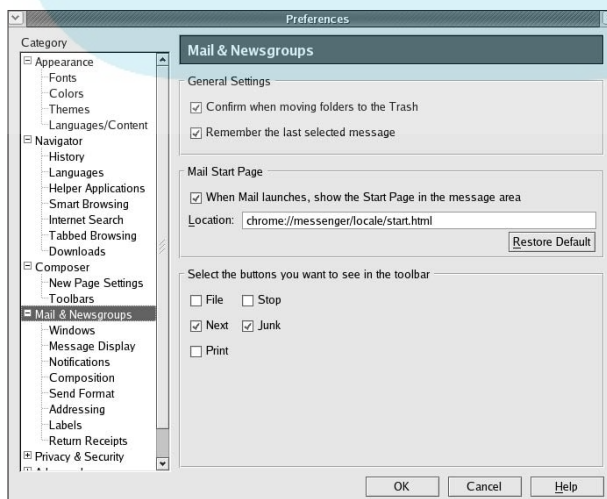 Preferences
Category
Appearance
Fonts
Colors
Themes
Languages/Content
Navigator
History
Languages
Helper Applications
Smart Browsing
Internet Search
Tabbed Browsing
Downloads
Composer
New Page Settings
Toolbars
Mail & Newsgroups
Windows
Message Display
Notifications
Composition
Send Format
Addressing
Labels
Return Receipts
Privacy & Security
Mail & Newsgroups
General Settings
Confirm when moving folders to the Trash
Remember the last selected message
Mail Start Page
When Mail launches, show the Start Page in the message area
Location: chrome://messenger/locale/start.html
Restore Default
Select the buttons you want to see in the toolbar
File Stop
Next Junk
Print
OK Cancel Help